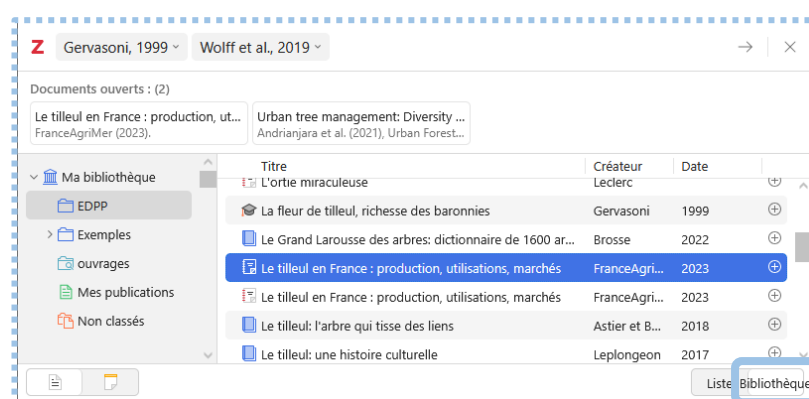 Z Gervasoni, 1999 Wolff et al., 2019
Documents ouverts : (2)
Le tilleul en France : production, ut... Urban tree management: Diversity ...
FranceAgriMer (2023). Andrianjara et al. (2021), Urban Forest...
Titre Créateur Date
Ma bibliothèque
EDPP
Exemples
ouvrages
Mes publications
Non classés
L'ortie miraculeuse Leclerc
La fleur de tilleul, richesse des baronnies Gervasoni 1999
Le Grand Larousse des arbres: dictionnaire de 1600 ar... Brosse 2022
Le tilleul en France : production, utilisations, marchés FranceAgri... 2023
Le tilleul en France : production, utilisations, marchés FranceAgri... 2023
Le tilleul: l'arbre qui tisse des liens Astier et B... 2018
Le tilleul: une histoire culturelle Leplongeon 2017
Liste Bibliothèque